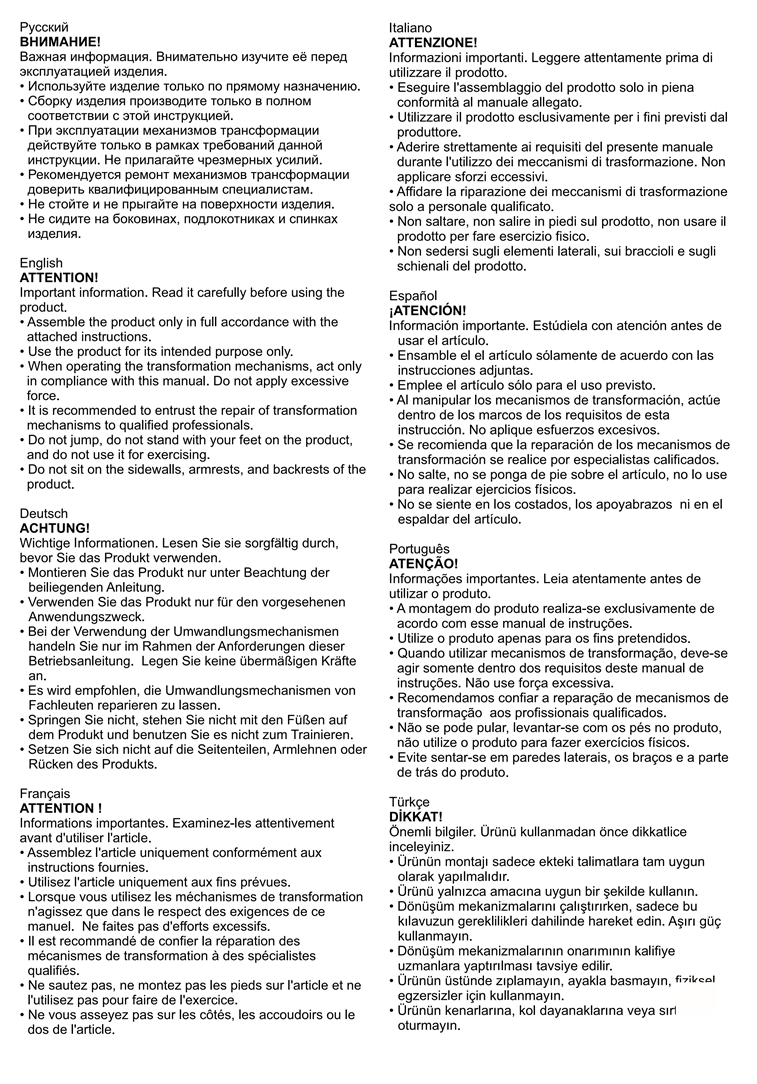 Русский
ВНИМАНИЕ!
Важная информация. Внимательно изучите её перед
эксплуатацией изделия.
• Используйте изделие только по прямому назначению.
• Сборку изделия производите только в полном
соответствии с этой инструкцией.
• При эксплуатации механизмов трансформации
действуйте только в рамках требований данной
инструкции. Не прилагайте чрезмерных усилий.
• Рекомендуется ремонт механизмов трансформации
доверить квалифицированным специалистам.
• Не стойте и не прыгайте на поверхности изделия.
• Не сидите на боковинах, подлокотниках и спинках
изделия.
English
ATTENTION!
Important information. Read it carefully before using the
product.
• Assemble the product only in full accordance with the
attached instructions.
• Use the product for its intended purpose only.
• When operating the transformation mechanisms, act only
in compliance with this manual. Do not apply excessive
force.
• It is recommended to entrust the repair of transformation
mechanisms to qualified professionals.
• Do not jump, do not stand with your feet on the product,
and do not use it for exercising.
• Do not sit on the sidewalls, armrests, and backrests of the
product.
Deutsch
ACHTUNG!
Wichtige Informationen. Lesen Sie sie sorgfältig durch,
bevor Sie das Produkt verwenden.
• Montieren Sie das Produkt nur unter Beachtung der
beiliegenden Anleitung.
• Verwenden Sie das Produkt nur für den vorgesehenen
Anwendungszweck.
• Bei der Verwendung der Umwandlungsmechanismen
handeln Sie nur im Rahmen der Anforderungen dieser
Betriebsanleitung. Legen Sie keine übermäßigen Kräfte
an.
• Es wird empfohlen, die Umwandlungsmechanismen von
Fachleuten reparieren zu lassen.
• Springen Sie nicht, stehen Sie nicht mit den Füßen auf
dem Produkt und benutzen Sie es nicht zum Trainieren.
• Setzen Sie sich nicht auf die Seitenteilen, Armlehnen oder
Rücken des Produkts.
Français
ATTENTION !
Informations importantes. Examinez-les attentivement
avant d'utiliser l'article.
• Assemblez l'article uniquement conformément aux
instructions fournies.
• Utilisez l'article uniquement aux fins prévues.
• Lorsque vous utilisez les méchanismes de transformation
n'agissez que dans le respect des exigences de ce
manuel. Ne faites pas d'efforts excessifs.
• Il est recommandé de confier la réparation des
mécanismes de transformation à des spécialistes
qualifiés.
• Ne sautez pas, ne montez pas les pieds sur l'article et ne
l'utilisez pas pour faire de l'exercice.
• Ne vous asseyez pas sur les côtés, les accoudoirs ou le
dos de l'article.
Italiano
ATTENZIONE!
Informazioni importanti. Leggere attentamente prima di
utilizzare il prodotto.
• Eseguire l'assemblaggio del prodotto solo in piena
conformità al manuale allegato.
• Utilizzare il prodotto esclusivamente per i fini previsti dal
produttore.
• Aderire strettamente ai requisiti del presente manuale
durante l'utilizzo dei meccanismi di trasformazione. Non
applicare sforzi eccessivi.
• Affidare la riparazione dei meccanismi di trasformazione
solo a personale qualificato.
• Non saltare, non salire in piedi sul prodotto, non usare il
prodotto per fare esercizio fisico.
• Non sedersi sugli elementi laterali, sui braccioli e sugli
schienali del prodotto.
Español
¡ATENCIÓN!
Información importante. Estúdiela con atención antes de
usar el artículo.
• Ensamble el el artículo sólamente de acuerdo con las
instrucciones adjuntas.
• Emplee el artículo sólo para el uso previsto.
• Al manipular los mecanismos de transformación, actúe
dentro de los marcos de los requisitos de esta
instrucción. No aplique esfuerzos excesivos.
• Se recomienda que la reparación de los mecanismos de
transformación se realice por especialistas calificados.
• No salte, no se ponga de pie sobre el artículo, no lo use
para realizar ejercicios físicos.
• No se siente en los costados, los apoyabrazos ni en el
espaldar del artículo.
Português
ATENÇÃO!
Informações importantes. Leia atentamente antes de
utilizar o produto.
• A montagem do produto realiza-se exclusivamente de
acordo com esse manual de instruções.
• Utilize o produto apenas para os fins pretendidos.
• Quando utilizar mecanismos de transformação, deve-se
agir somente dentro dos requisitos deste manual de
instruções. Não use força excessiva.
• Recomendamos confiar a reparação de mecanismos de
transformação aos profissionais qualificados.
• Não se pode pular, levantar-se com os pés no produto,
não utilize o produto para fazer exercícios físicos.
• Evite sentar-se em paredes laterais, os braços e a parte
de trás do produto.
Türkçe
DİKKAT!
Önemli bilgiler. Ürünü kullanmadan önce dikkatlice
inceleyiniz.
• Ürünün montajı sadece ekteki talimatlara tam uygun
olarak yapılmalıdır.
• Ürünü yalnızca amacına uygun bir şekilde kullanın.
• Dönüşüm mekanizmalarını çalıştırırken, sadece bu
kılavuzun gereklilikleri dahilinde hareket edin. Aşırı güç
kullanmayın.
• Dönüşüm mekanizmalarının onarımının kalifiye
uzmanlara yaptırılması tavsiye edilir.
• Ürünün üstünde zıplamayın, ayakla basmayın, fiziksel
egzersizler için kullanmayın.
• Ürünün kenarlarına, kol dayanaklarına veya
oturmayın.